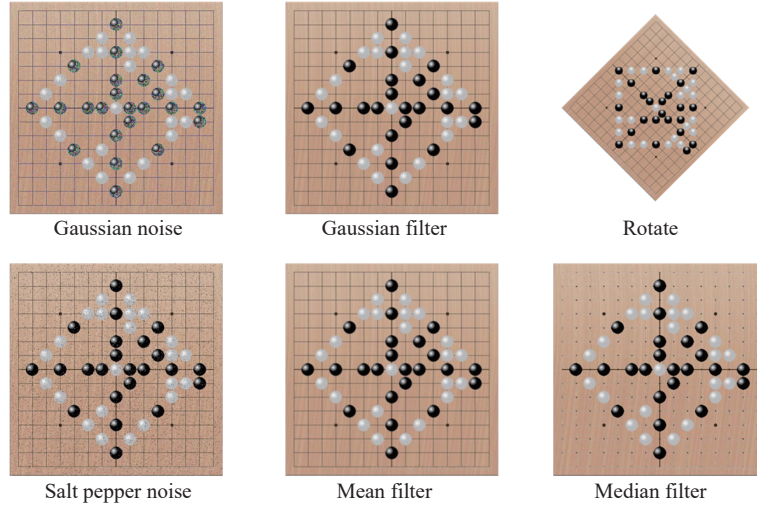 Gaussian noise
Gaussian filter
Rotate
Salt pepper noise
Mean filter
Median filter